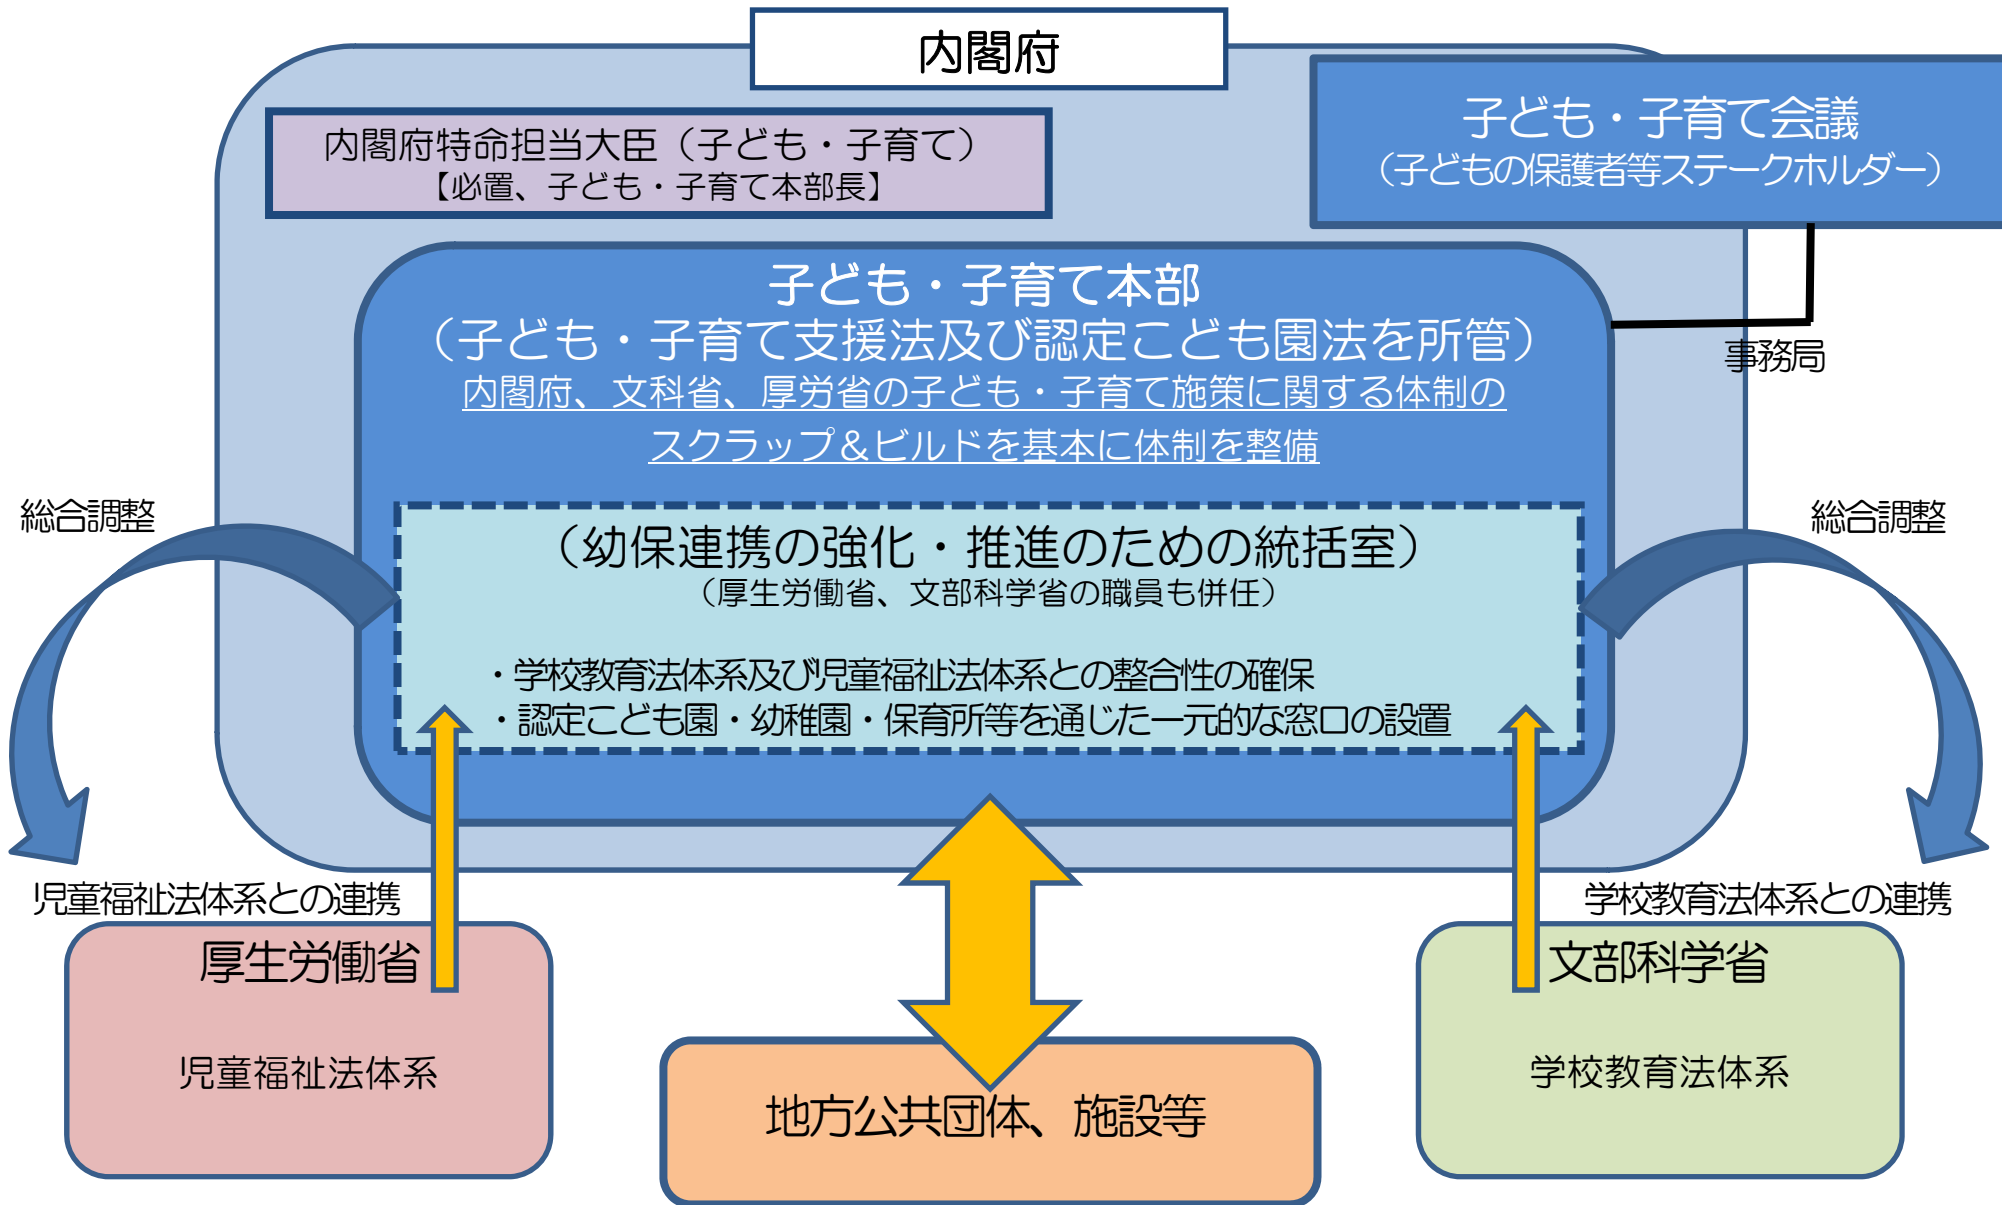 内閣府
内閣府特命担当大臣（子ども・子育て）
【必置、子ども・子育て本部長】
子ども・子育て会議
（子どもの保護者等ステークホルダー）
子ども・子育て本部
（子ども・子育て支援法及び認定こども園法を所管）
内閣府、文科省、厚労省の子ども・子育て施策に関する体制の
スクラップ＆ビルドを基本に体制を整備
事務局
総合調整
総合調整
（幼保連携の強化・推進のための統括室）
（厚生労働省、文部科学省の職員も併任）
・学校教育法体系及び児童福祉法体系との整合性の確保
・認定こども園・幼稚園・保育所等を通じた一元的な窓口の設置
児童福祉法体系との連携
学校教育法体系との連携
厚生労働省
児童福祉法体系
文部科学省
学校教育法体系
地方公共団体、施設等